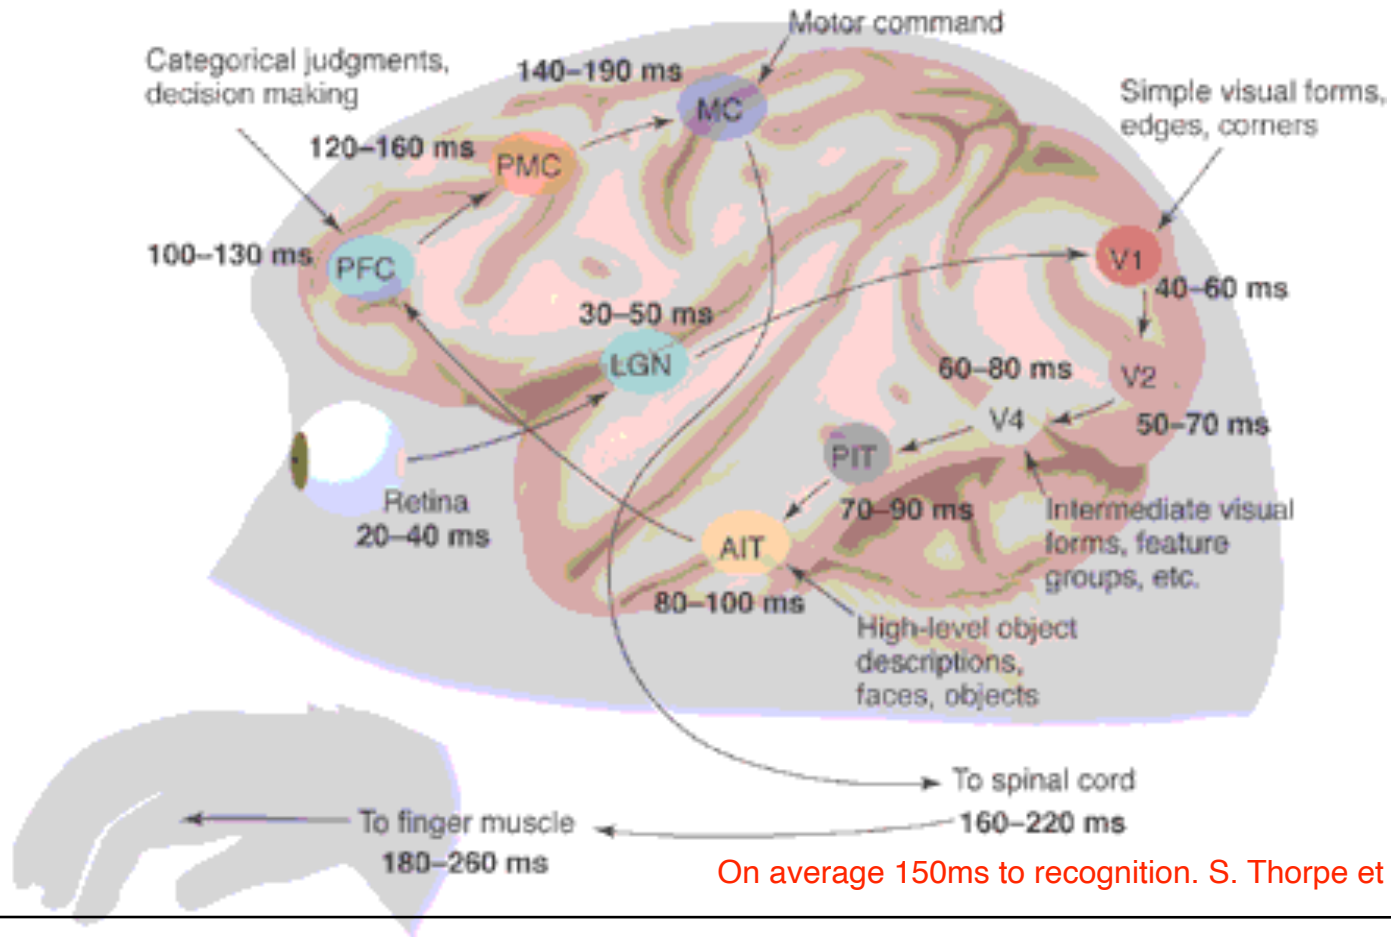 Motor command
Categorical judgments,
decision making
140–190 ms
MC
Simple visual forms,
edges, corners
120–160 ms
PMC
100–130 ms
PFC
V1
40–60 ms
30–50 ms
LGN
60–80 ms
V2
V4
50–70 ms
PIT
Retina
20–40 ms
70–90 ms
Intermediate visual
forms, feature
groups, etc.
AIT
80–100 ms
High-level object
descriptions,
faces, objects
To spinal cord
160–220 ms
To finger muscle
180–260 ms
On average 150ms to recognition. S. Thorpe et